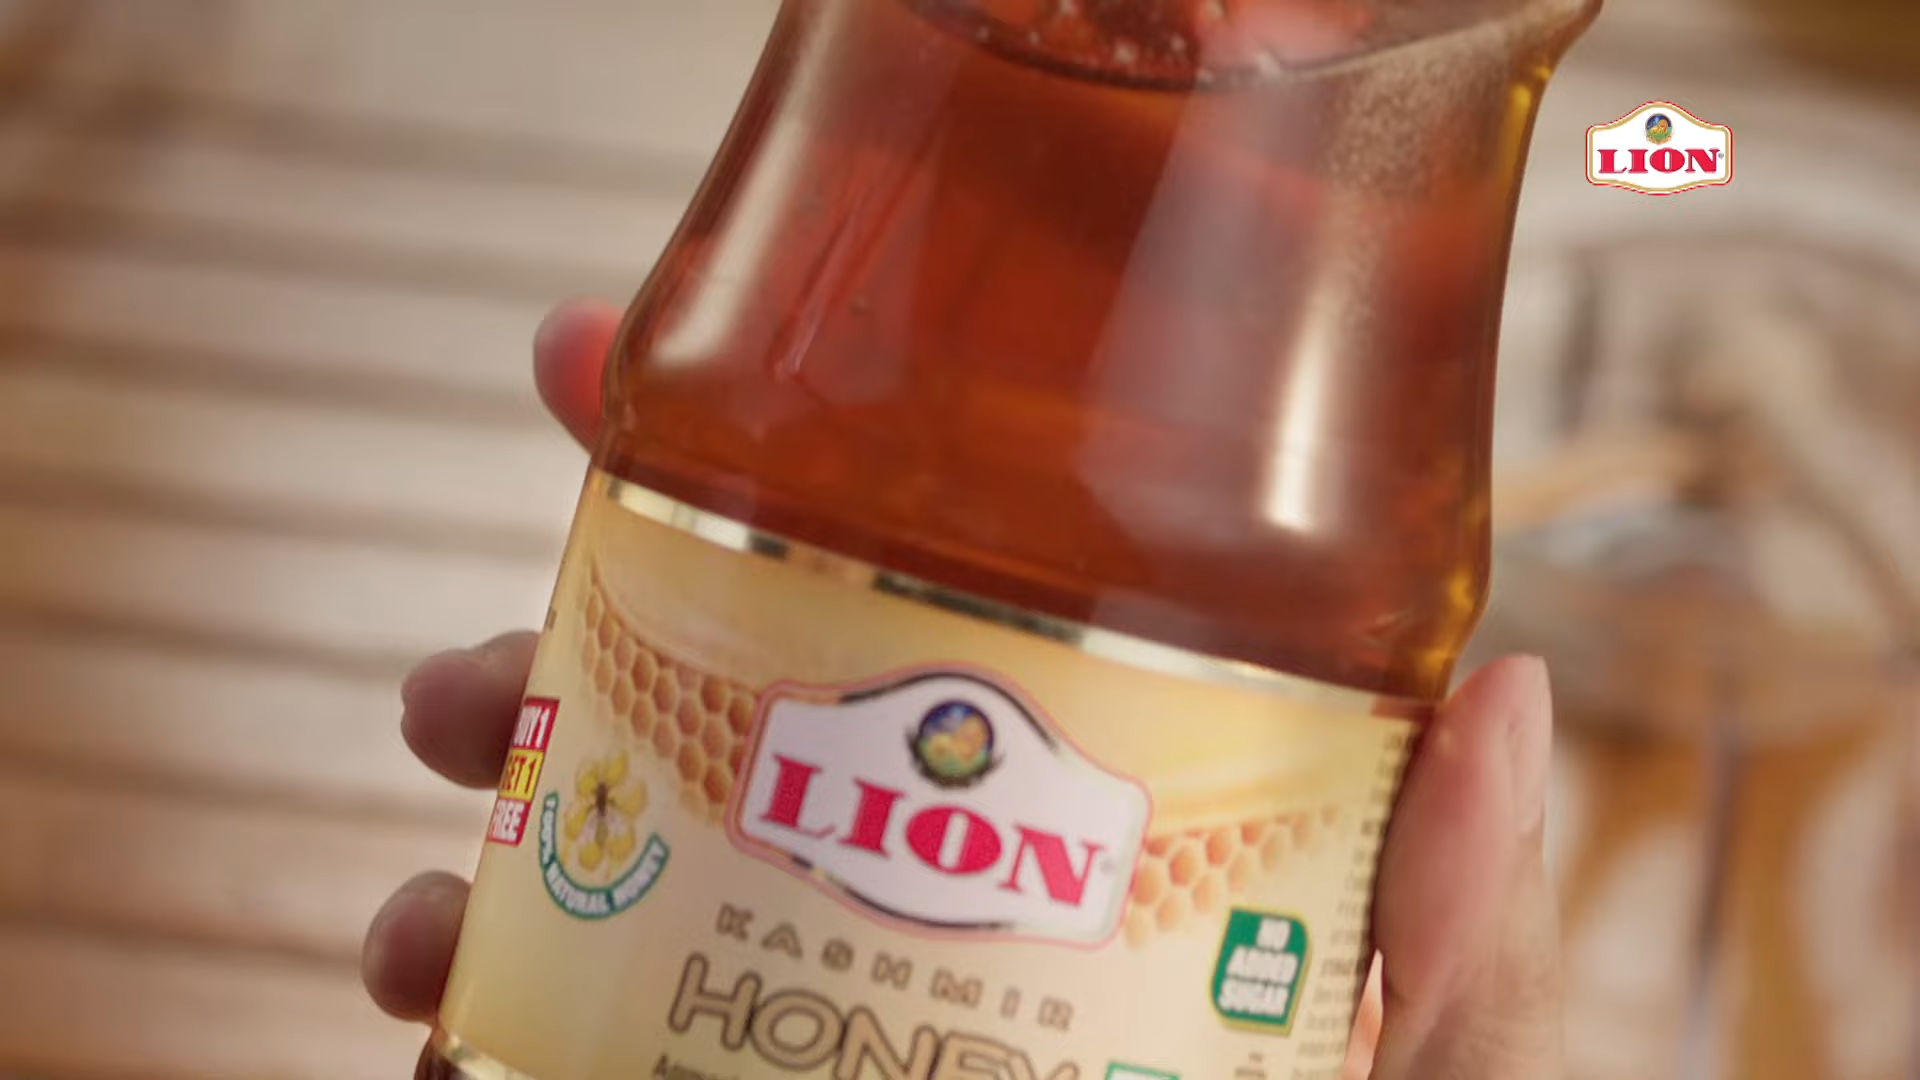 LION
LION
BUY 1
GET 1
FREE
100% NATURAL HONEY
KASHMIR
HONEY
NO
ADDED
SUGAR